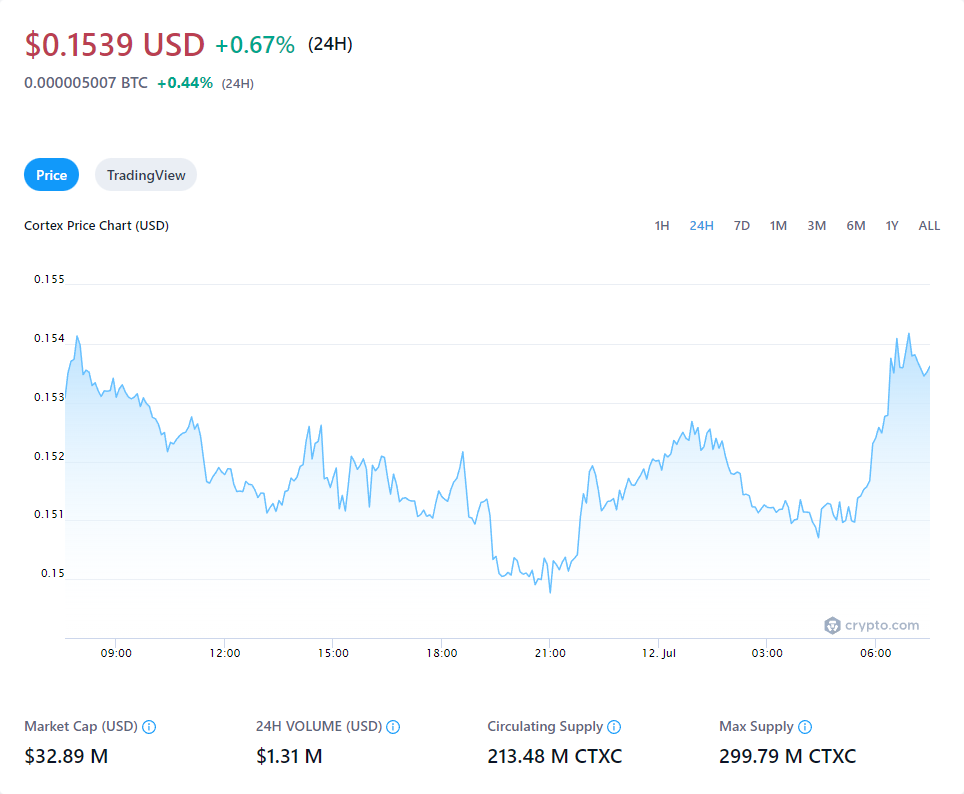 $0.1539 USD +0.67% (24H)
0.000005007 BTC +0.44% (24H)
Price TradingView
Cortex Price Chart (USD) 1H 24H 7D 1M 3M 6M 1Y ALL
0.155
0.154
0.153
0.152
0.151
0.15
crypto.com
09:00 12:00 15:00 18:00 21:00 12. Jul 03:00 06:00
Market Cap (USD) 24H VOLUME (USD) Circulating Supply Max Supply
$32.89 M $1.31 M 213.48 M CTXC 299.79 M CTXC